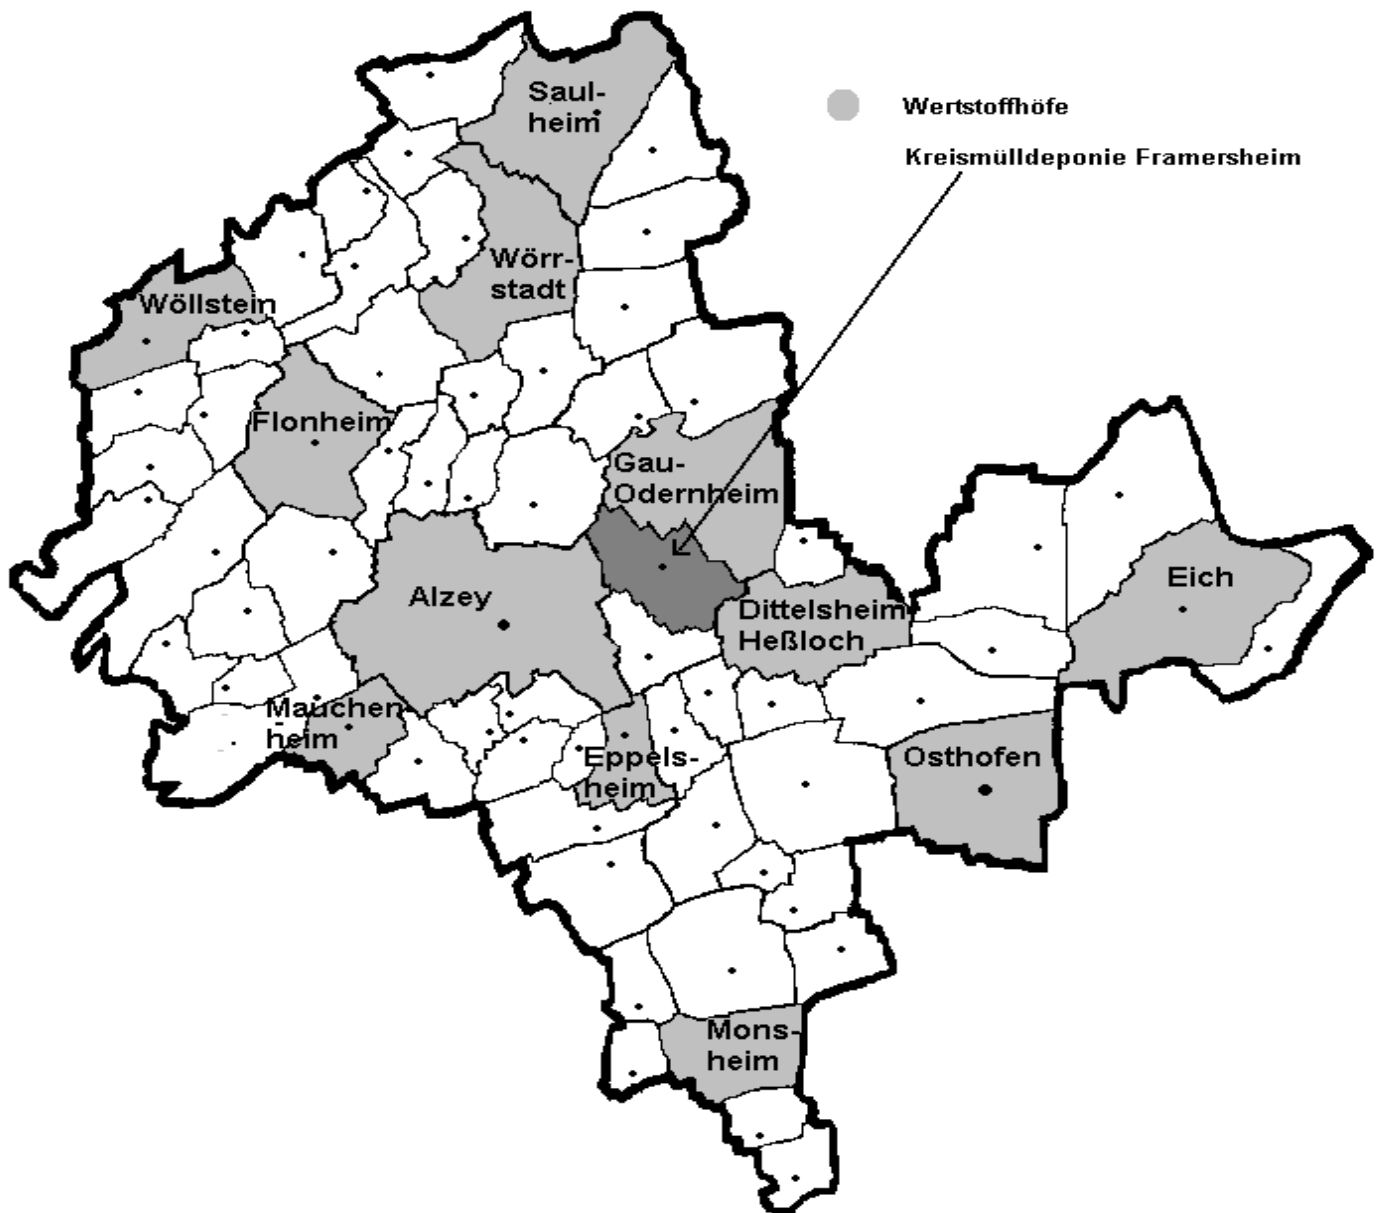 Saul-
heim
Wertstoffhöfe
Kreismülldeponie Framersheim
Wörr-
stadt
Wöllstein
Flonheim
Gau-
Odernheim
Eich
Alzey
Dittelsheim
Heßloch
Mauchen-
heim
Eppels-
heim
Osthofen
Mons-
heim